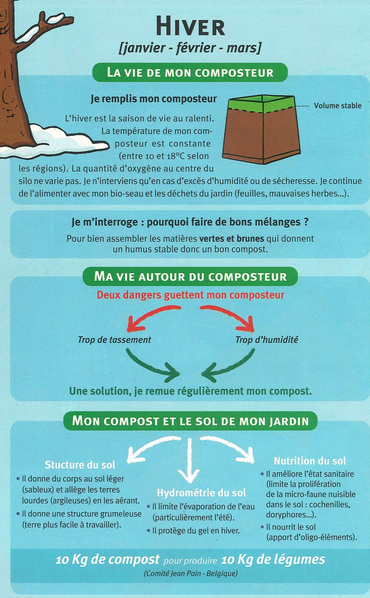 HIVER
[janvier - février - mars]
LA VIE DE MON COMPOSTEUR
Je remplis mon composteur
Volume stable
L'hiver est la saison de vie au ralenti.
La température de mon com-
posteur est constante
(entre 10 et 18°C selon
les régions). La quantité d'oxygène au centre du
silo ne varie pas. Je n'interviens qu'en cas d'excès d'humidité ou de sécheresse. Je continue
de l'alimenter avec mon bio-seau et les déchets du jardin (feuilles, mauvaises herbes...).
Je m'interroge : pourquoi faire de bons mélanges ?
Pour bien assembler les matières vertes et brunes qui donnent
un humus stable donc un bon compost.
MA VIE AUTOUR DU COMPOSTEUR
Deux dangers guettent mon composteur
Trop de tassement
Trop d'humidité
Une solution, je remue régulièrement mon compost.
MON COMPOST ET LE SOL DE MON JARDIN
Stucture du sol
• Il donne du corps au sol léger
(sableux) et allège les terres
lourdes (argileuses) en les aérant.
• Il donne une structure grumeleuse
(terre plus facile à travailler).
Hydrométrie du sol
• Il limite l'évaporation de l'eau
(particulièrement l'été).
• Il protège du gel en hiver.
Nutrition du sol
• Il améliore l'état sanitaire
(limite la prolifération
de la micro-faune nuisible
dans le sol : cochenilles,
doryphores...).
• Il nourrit le sol
(apport d'oligo-éléments).
10 Kg de compost pour produire 10 Kg de légumes
(Comité Jean Pain - Belgique)